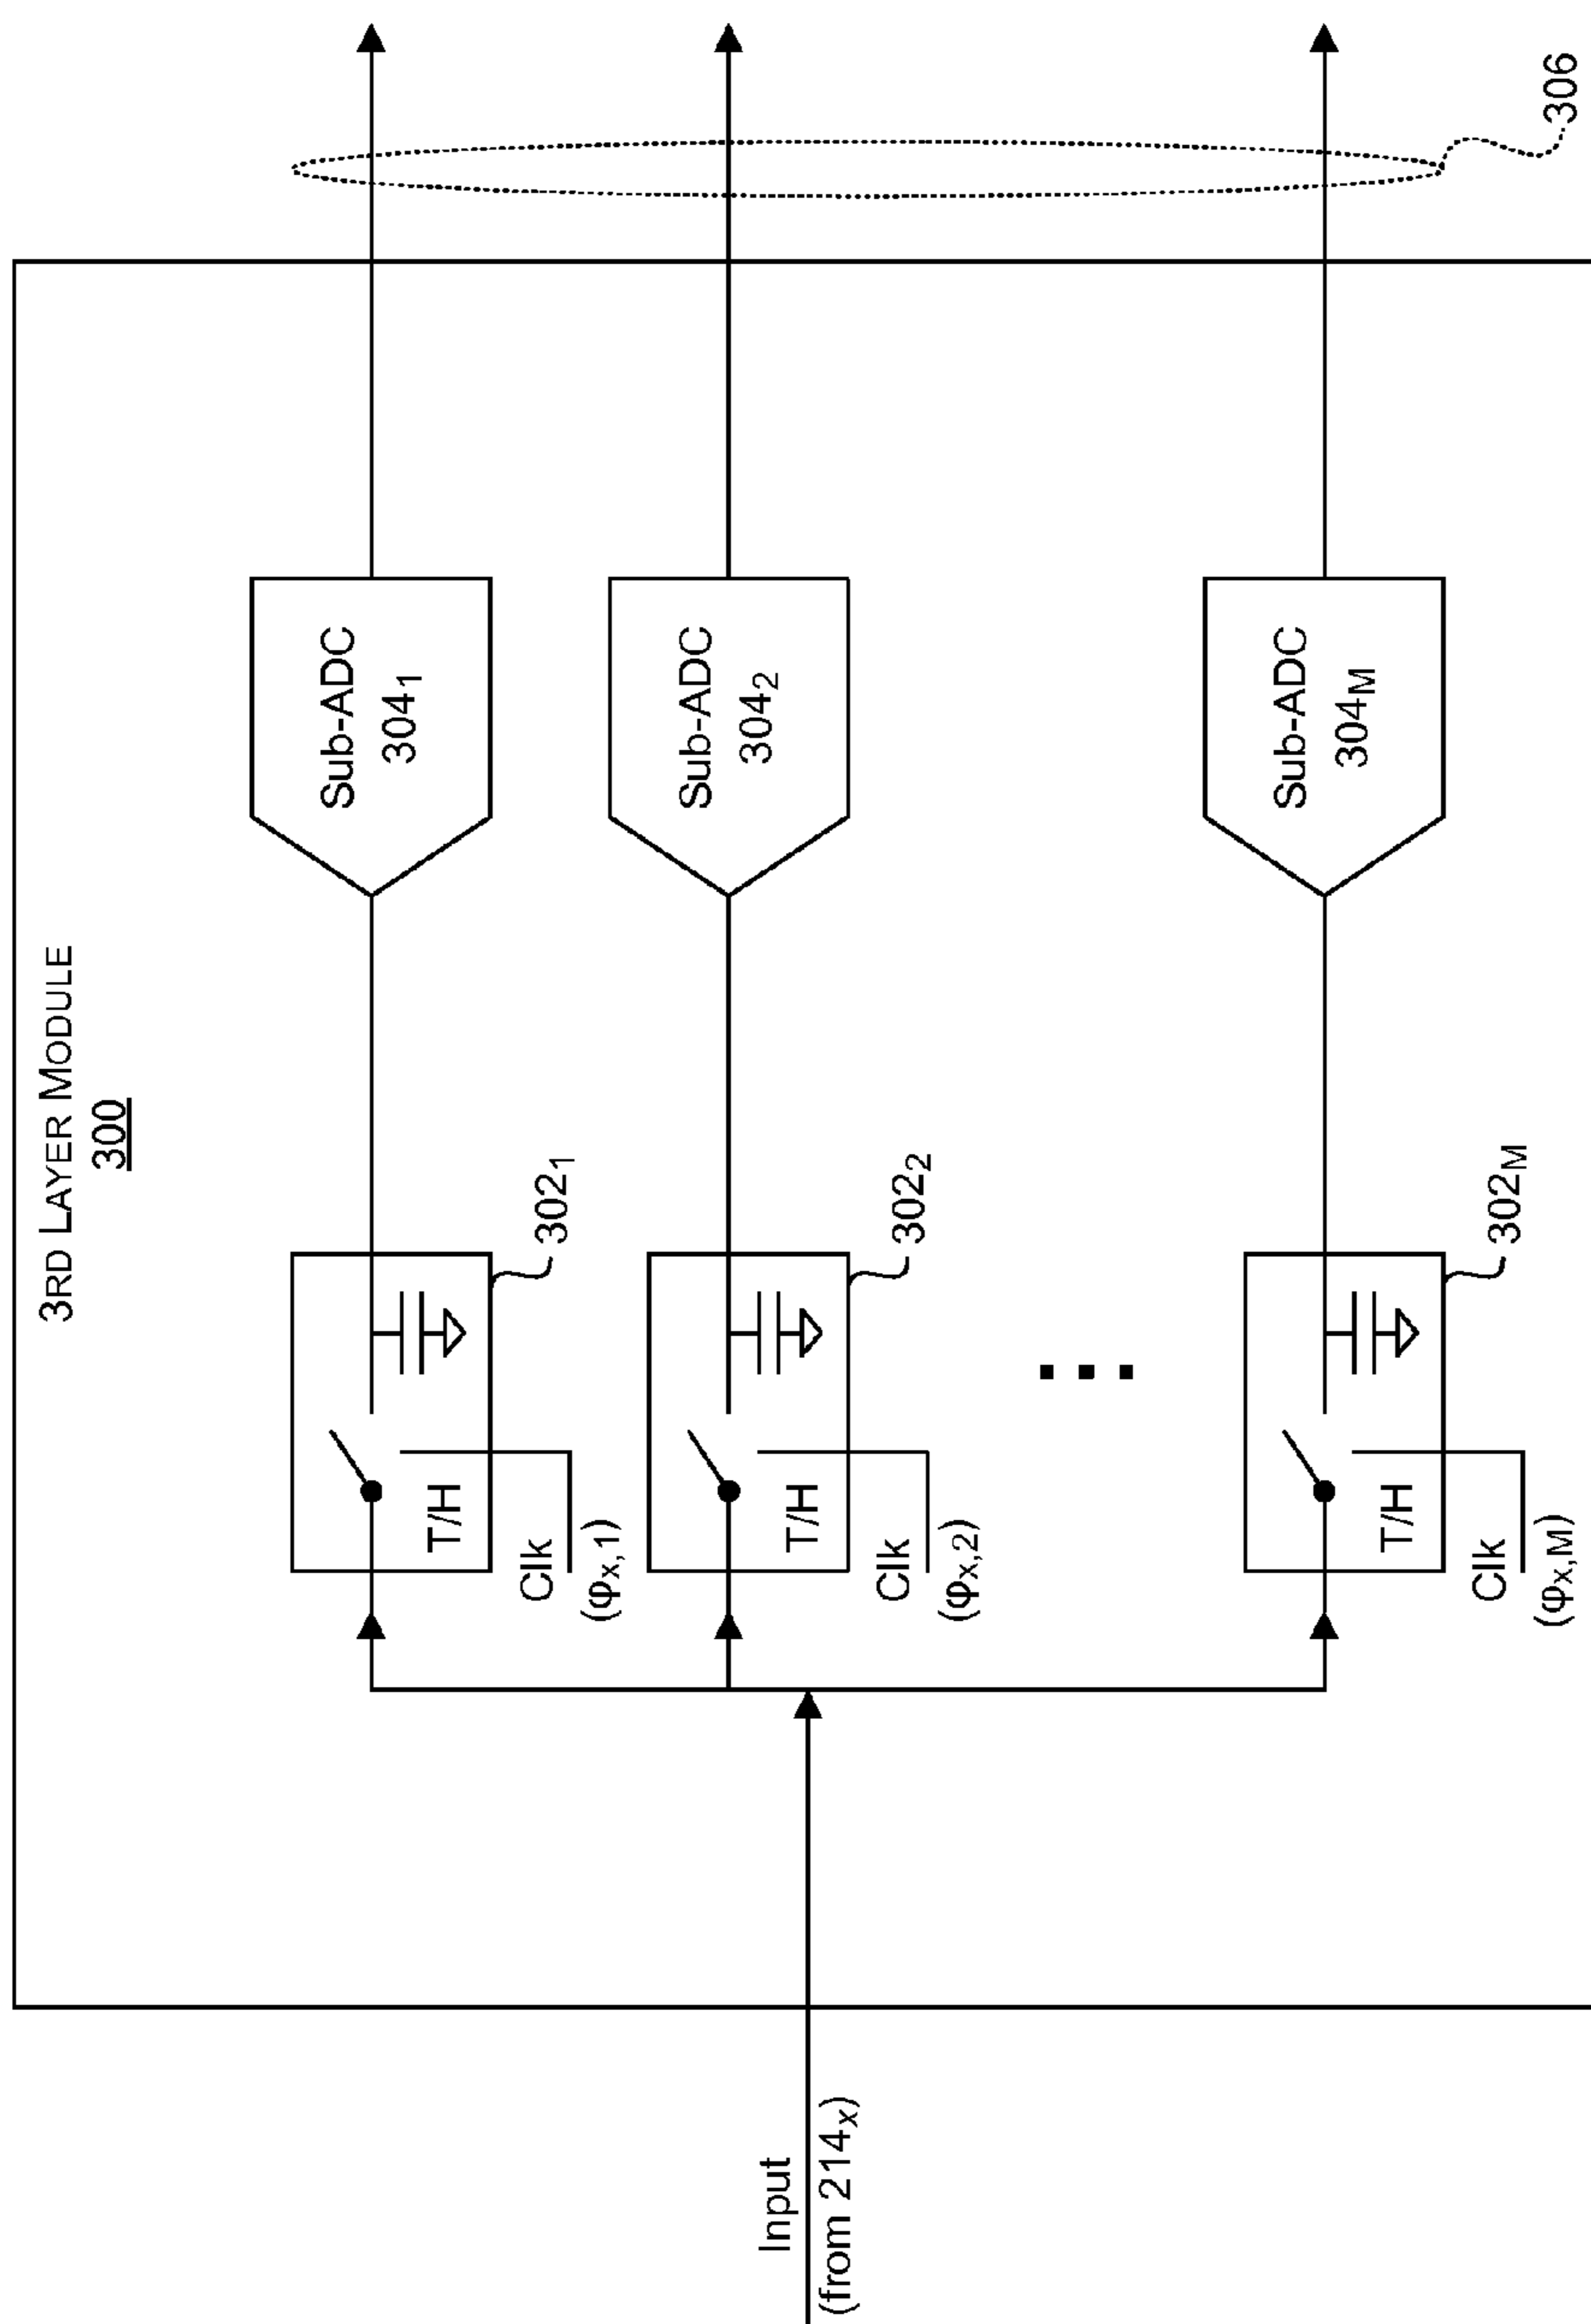 3RD LAYER MODULE
300
Input
(from 214x)
T/H
302₁
Clk
(φx,1)
Sub-ADC
304₁
T/H
302₂
Clk
(φx,2)
Sub-ADC
304₂
T/H
302M
Clk
(φx,M)
Sub-ADC
304M
306